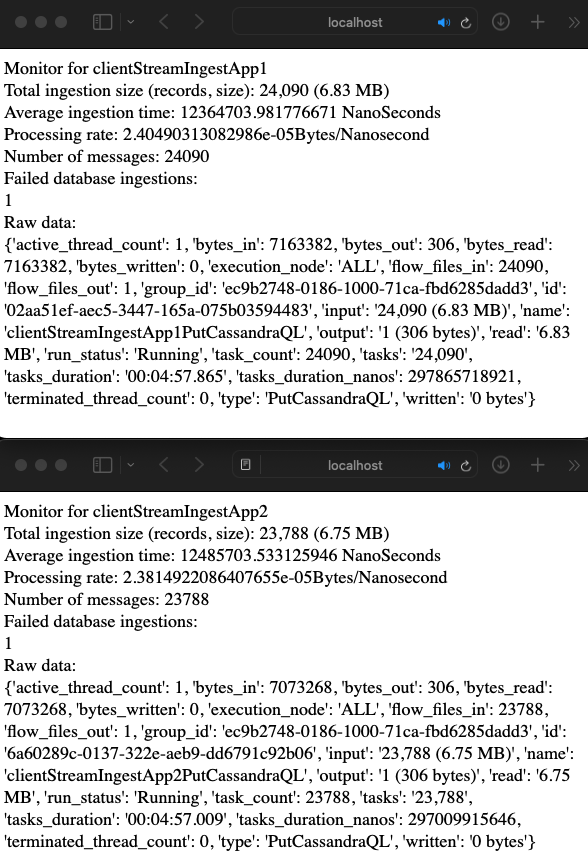 localhost
Monitor for clientStreamIngestApp1
Total ingestion size (records, size): 24,090 (6.83 MB)
Average ingestion time: 12364703.981776671 NanoSeconds
Processing rate: 2.40490313082986e-05Bytes/Nanosecond
Number of messages: 24090
Failed database ingestions:
1
Raw data:
{'active_thread_count': 1, 'bytes_in': 7163382, 'bytes_out': 306, 'bytes_read':
7163382, 'bytes_written': 0, 'execution_node': 'ALL', 'flow_files_in': 24090,
'flow_files_out': 1, 'group_id': 'ec9b2748-0186-1000-71ca-fbd6285dadd3', 'id':
'02aa51ef-aec5-3447-165a-075b03594483', 'input': '24,090 (6.83 MB)', 'name':
'clientStreamIngestApp1PutCassandraQL', 'output': '1 (306 bytes)', 'read': '6.83
MB', 'run_status': 'Running', 'task_count': 24090, 'tasks': '24,090',
'tasks_duration': '00:04:57.865', 'tasks_duration_nanos': 297865718921,
'terminated_thread_count': 0, 'type': 'PutCassandraQL', 'written': '0 bytes'}
localhost
Monitor for clientStreamIngestApp2
Total ingestion size (records, size): 23,788 (6.75 MB)
Average ingestion time: 12485703.533125946 NanoSeconds
Processing rate: 2.3814922086407655e-05Bytes/Nanosecond
Number of messages: 23788
Failed database ingestions:
1
Raw data:
{'active_thread_count': 1, 'bytes_in': 7073268, 'bytes_out': 306, 'bytes_read':
7073268, 'bytes_written': 0, 'execution_node': 'ALL', 'flow_files_in': 23788,
'flow_files_out': 1, 'group_id': 'ec9b2748-0186-1000-71ca-fbd6285dadd3', 'id':
'6a60289c-0137-322e-aeb9-dd6791c92b06', 'input': '23,788 (6.75 MB)', 'name':
'clientStreamIngestApp2PutCassandraQL', 'output': '1 (306 bytes)', 'read': '6.75
MB', 'run_status': 'Running', 'task_count': 23788, 'tasks': '23,788',
'tasks_duration': '00:04:57.009', 'tasks_duration_nanos': 297009915646,
'terminated_thread_count': 0, 'type': 'PutCassandraQL', 'written': '0 bytes'}